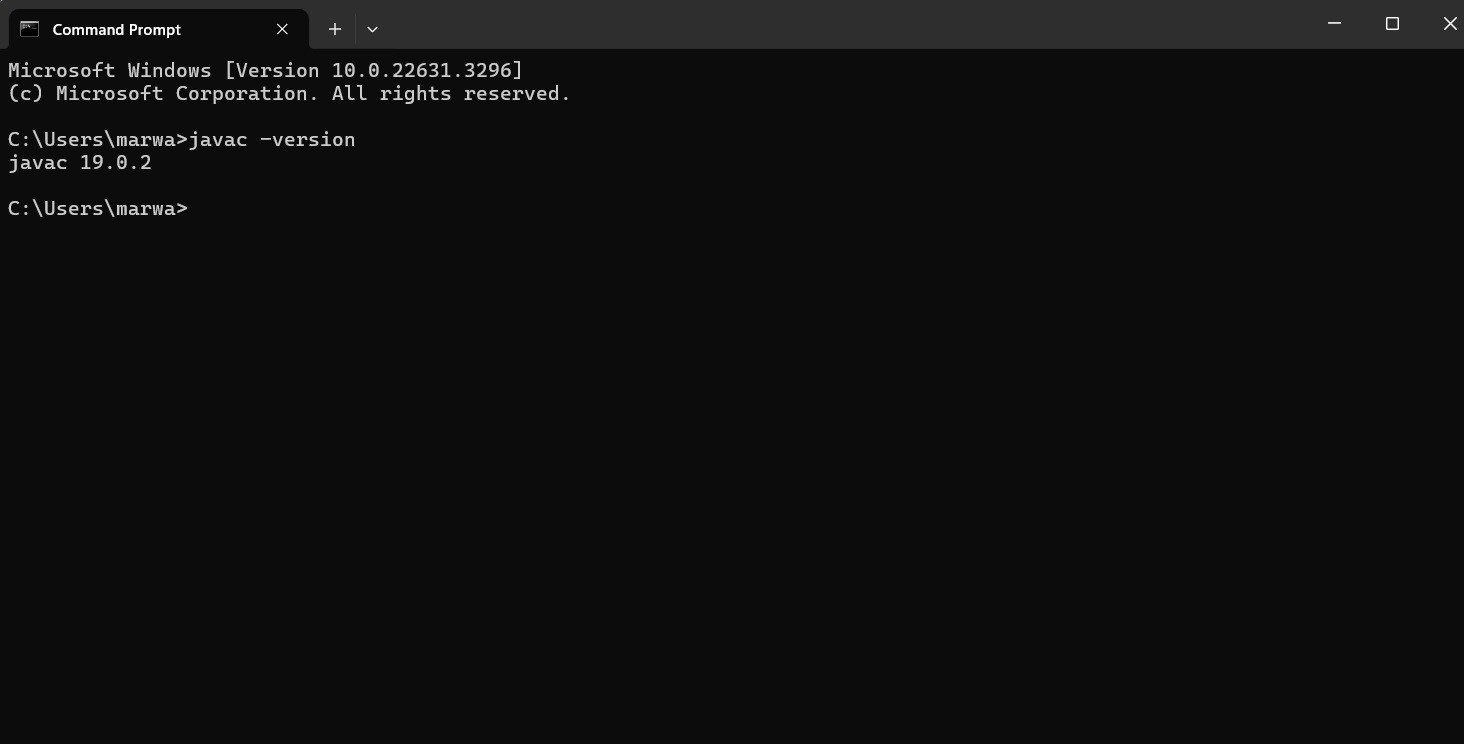 Command Prompt
Microsoft Windows [Version 10.0.22631.3296]
(c) Microsoft Corporation. All rights reserved.
C:\Users\marwa>javac -version
javac 19.0.2
C:\Users\marwa>